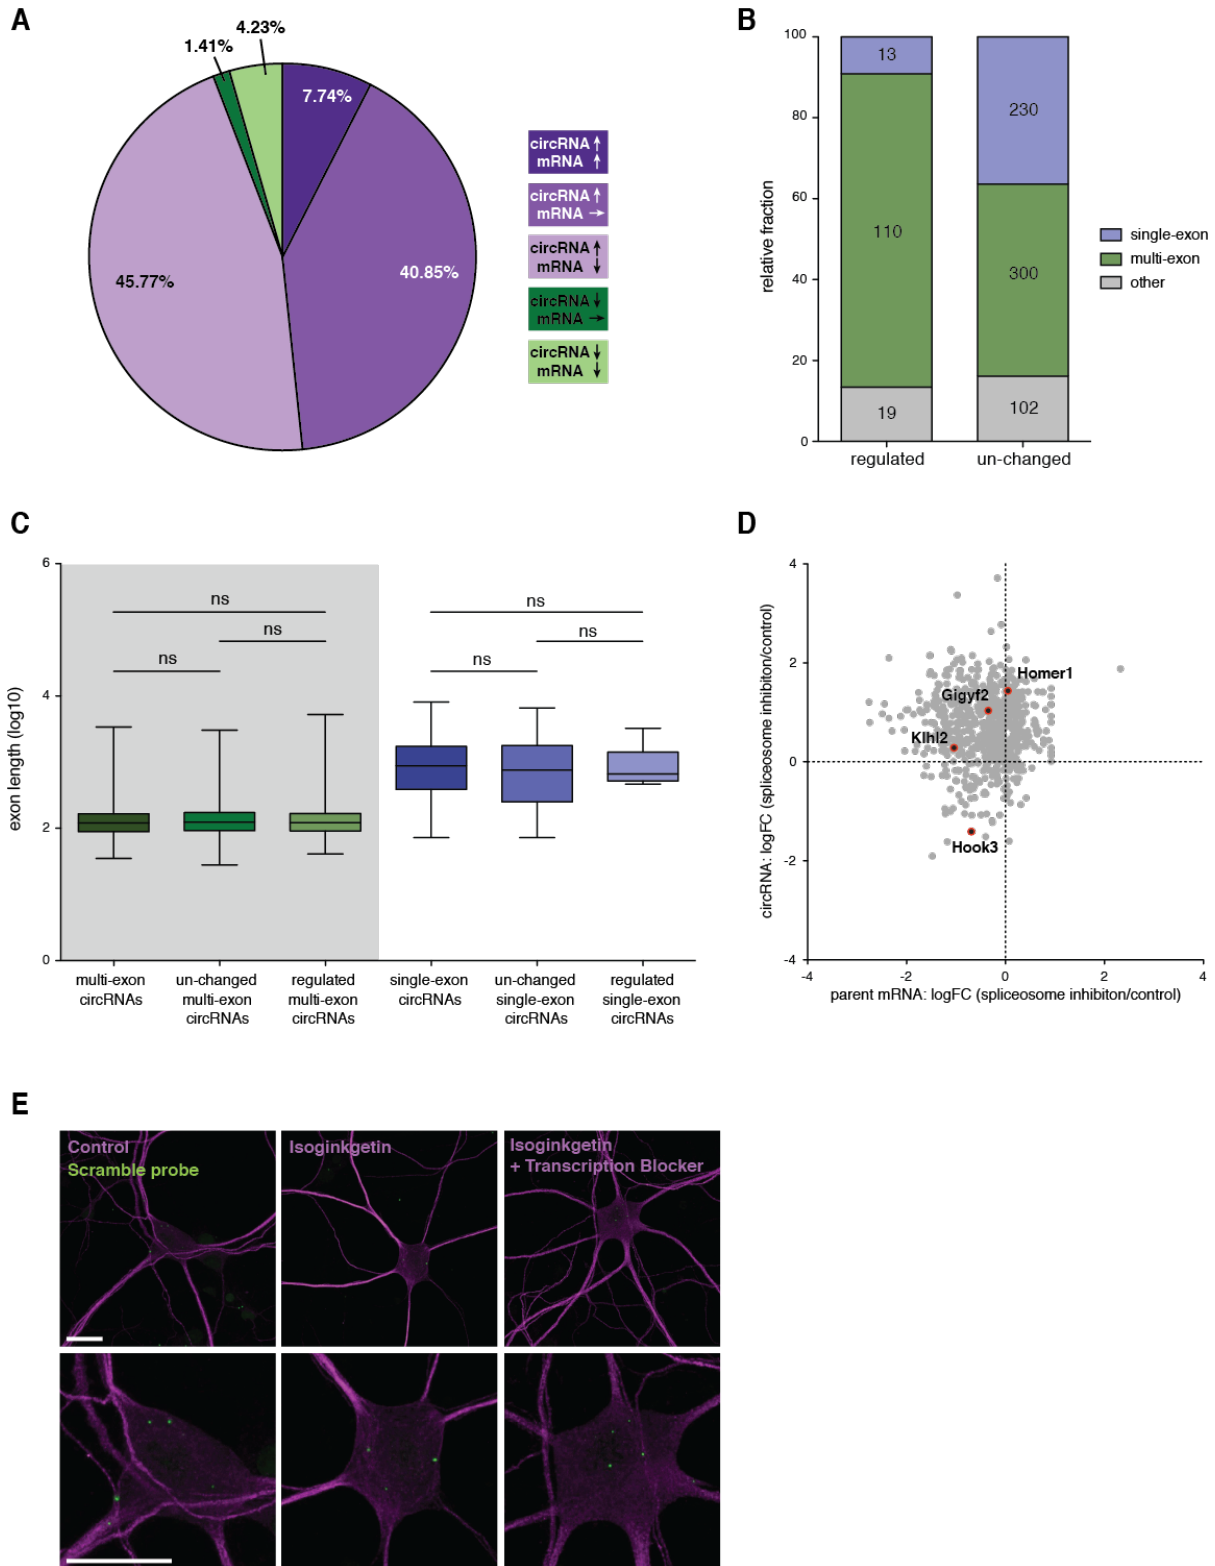 A
4.23%
1.41%
7.74%
40.85%
45.77%
circRNA ↑
mRNA ↑
circRNA ↑
mRNA →
circRNA ↑
mRNA ↓
circRNA ↓
mRNA →
circRNA ↓
mRNA ↓
B
relative fraction
100
80
60
40
20
0
13
110
19
230
300
102
regulated
un-changed
single-exon
multi-exon
other
C
exon length (log10)
6
4
2
0
ns
ns
ns
ns
ns
ns
multi-exon
circRNAs
un-changed
multi-exon
circRNAs
regulated
multi-exon
circRNAs
single-exon
circRNAs
un-changed
single-exon
circRNAs
regulated
single-exon
circRNAs
D
circRNA: logFC (spliceosome inhibiton/control)
4
2
0
-2
-4
Homer1
Gigyf2
Klhl2
Hook3
-4
-2
0
2
4
parent mRNA: logFC (spliceosome inhibiton/control)
E
Control
Scramble probe
Isoginkgetin
Isoginkgetin
+ Transcription Blocker